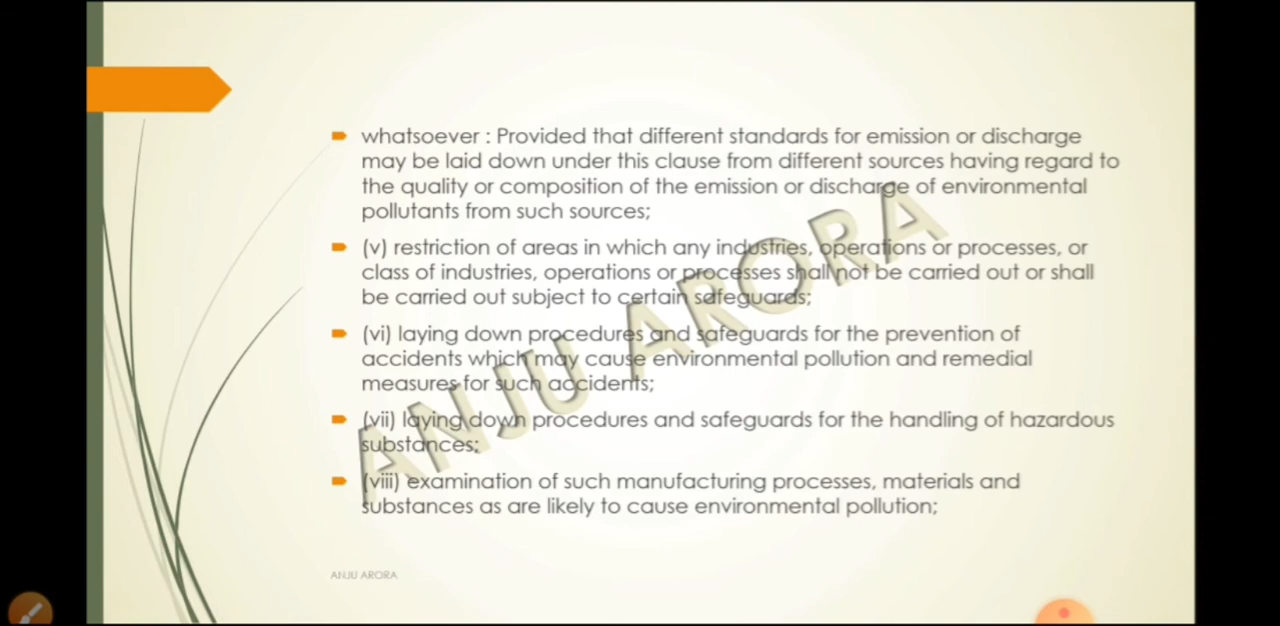 whatsoever : Provided that different standards for emission or discharge
may be laid down under this clause from different sources having regard to
the quality or composition of the emission or discharge of environmental
pollutants from such sources;
(v) restriction of areas in which any industries, operations or processes, or
class of industries, operations or processes shall not be carried out or shall
be carried out subject to certain safeguards;
(vi) laying down procedures and safeguards for the prevention of
accidents which may cause environmental pollution and remedial
measures for such accidents;
(vii) laying down procedures and safeguards for the handling of hazardous
substances;
(viii) examination of such manufacturing processes, materials and
substances as are likely to cause environmental pollution;
ANJU ARORA
ANJU ARORA